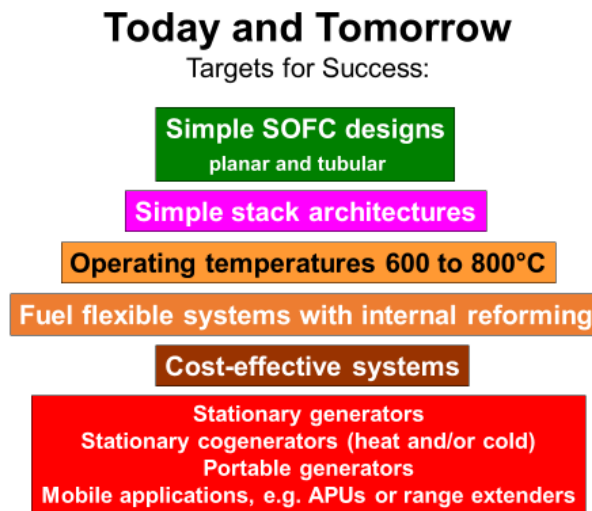 Today and Tomorrow
Targets for Success:
Simple SOFC designs
planar and tubular
Simple stack architectures
Operating temperatures 600 to 800°C
Fuel flexible systems with internal reforming
Cost-effective systems
Stationary generators
Stationary cogenerators (heat and/or cold)
Portable generators
Mobile applications, e.g. APUs or range extenders